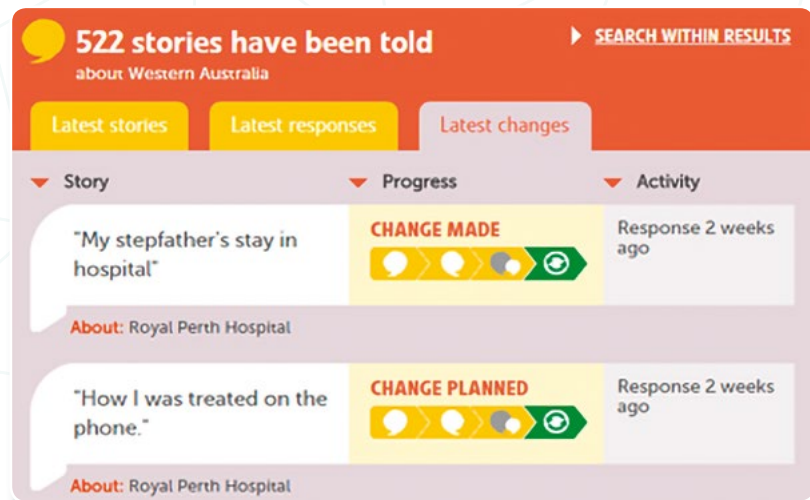 522 stories have been told
SEARCH WITHIN RESULTS
about Western Australia
Latest stories
Latest responses
Latest changes
Story
Progress
Activity
"My stepfather's stay in
hospital"
CHANGE MADE
Response 2 weeks
ago
About: Royal Perth Hospital
"How I was treated on the
phone."
CHANGE PLANNED
Response 2 weeks
ago
About: Royal Perth Hospital